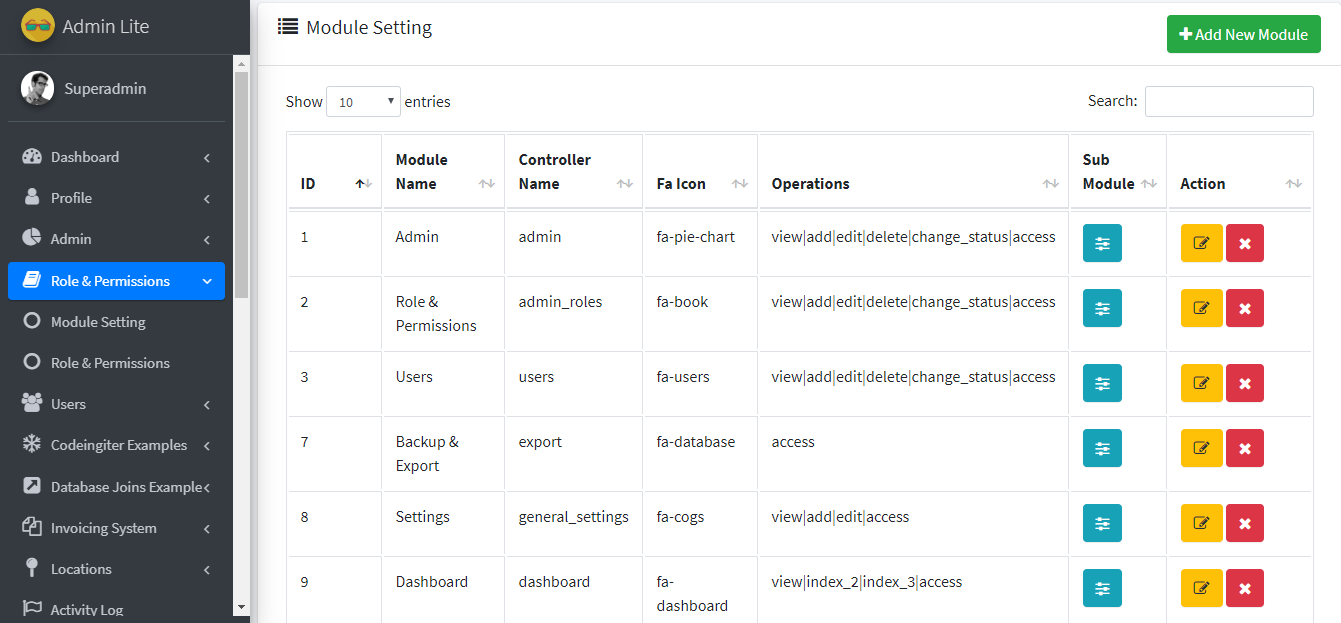 Admin Lite
Superadmin
Dashboard
Profile
Admin
Role & Permissions
Module Setting
Role & Permissions
Users
Codeingiter Examples
Database Joins Example
Invoicing System
Locations
Activity Log
Module Setting
Add New Module
Show 10 entries
Search:
ID
Module
Name
Controller
Name
Fa Icon
Operations
Sub
Module
Action
1 Admin admin fa-pie-chart view|add|edit|delete|change_status|access
2 Role & admin_roles fa-book view|add|edit|delete|change_status|access
Permissions
3 Users users fa-users view|add|edit|delete|change_status|access
7 Backup & export fa-database access
Export
8 Settings general_settings fa-cogs view|add|edit|access
9 Dashboard dashboard fa- view|index_2|index_3|access
dashboard